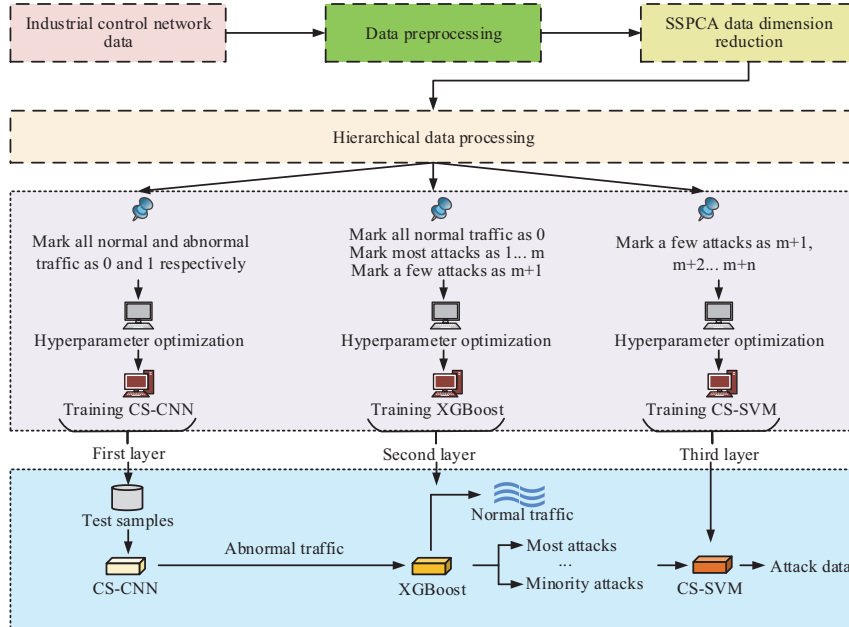 Industrial control network
data
Data preprocessing
SSPCA data dimension
reduction
Hierarchical data processing
Mark all normal and abnormal
traffic as 0 and 1 respectively
Mark all normal traffic as 0
Mark most attacks as 1... m
Mark a few attacks as m+1
Mark a few attacks as m+1,
m+2... m+n
Hyperparameter optimization
Hyperparameter optimization
Hyperparameter optimization
Training CS-CNN
Training XGBoost
Training CS-SVM
First layer
Second layer
Third layer
Test samples
Normal traffic
Abnormal traffic
Most attacks
...
Minority attacks
CS-CNN
XGBoost
CS-SVM
Attack data